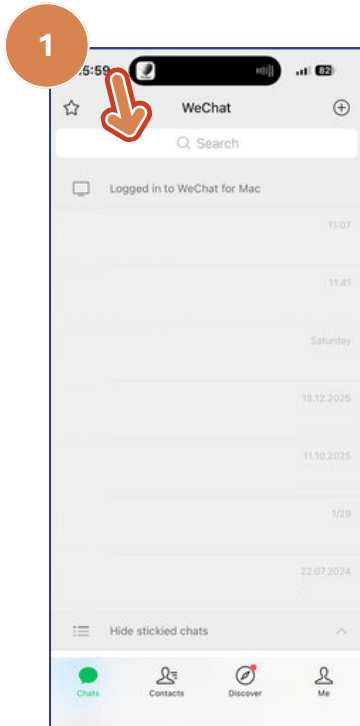 1
5:59
82
WeChat
Search
Logged in to WeChat for Mac
11:07
11:41
Saturday
13.12.2025
11.10.2025
1/29
22.07.2024
Hide stickied chats
Chats
Contacts
Discover
Me